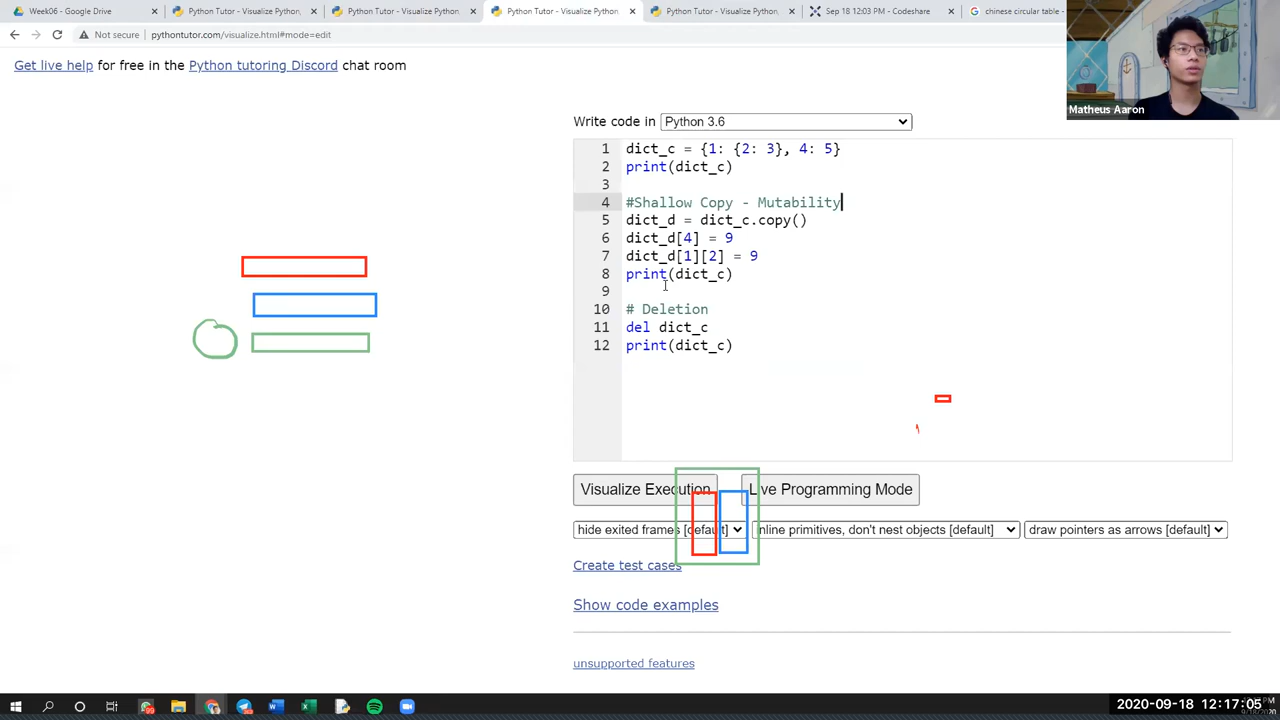 Week06 - Google Drive
Python Tutor - Visualize Python,
Python Tutor - Visualize Python,
Python Tutor - Visualize Python,
Python Tutor - Visualize Python,
Sep 18 12:03 PM - Codeshare
chinese circular table -
Not secure
pythontutor.com/visualize.html#mode=edit
Get live help for free in the Python tutoring Discord chat room
Matheus Aaron
Write code in Python 3.6
1 dict_c = {1: {2: 3}, 4: 5}
2 print(dict_c)
3
4 #Shallow Copy - Mutability
5 dict_d = dict_c.copy()
6 dict_d[4] = 9
7 dict_d[1][2] = 9
8 print(dict_c)
9
10 # Deletion
11 del dict_c
12 print(dict_c)
Visualize Execution Live Programming Mode
hide exited frames [default] inline primitives, don't nest objects [default] draw pointers as arrows [default]
Create test cases
Show code examples
unsupported features
2020-09-18 12:17:05